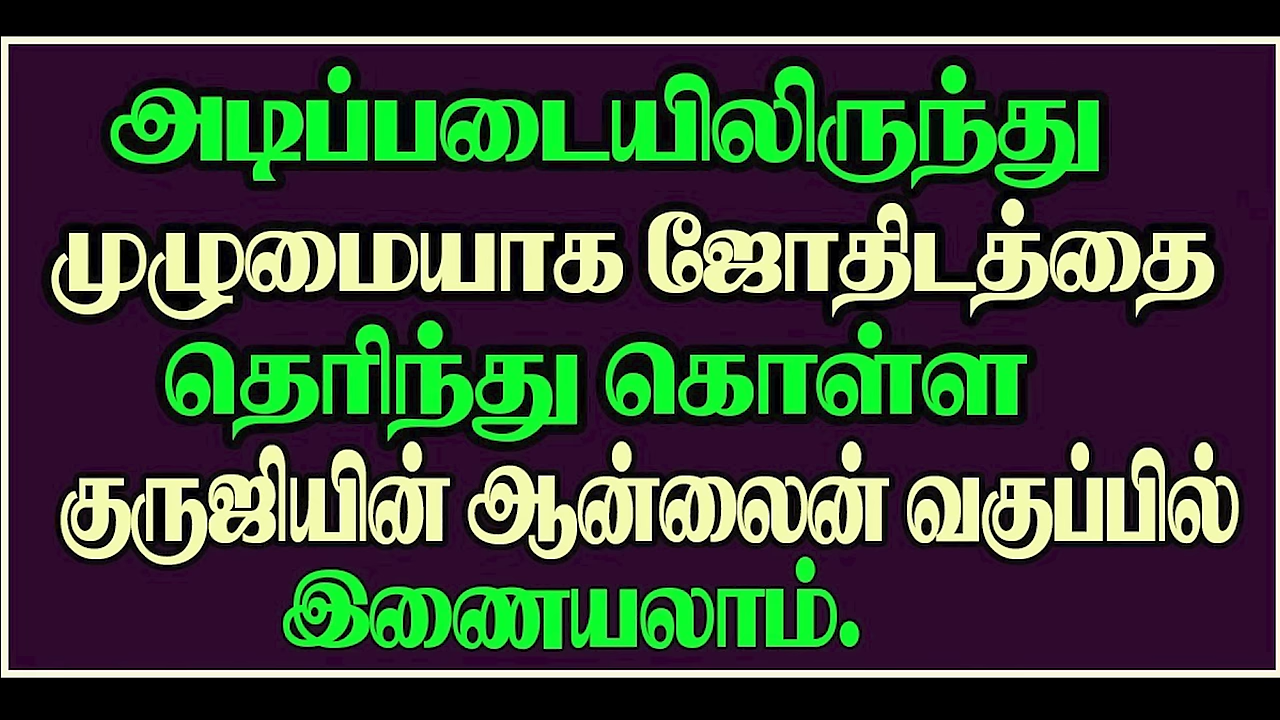 அடிப்படையிலிருந்து
முழுமையாக ஜோதிடத்தை
தெரிந்து கொள்ள
குருஜியின் ஆன்லைன் வகுப்பில்
இணையலாம்.